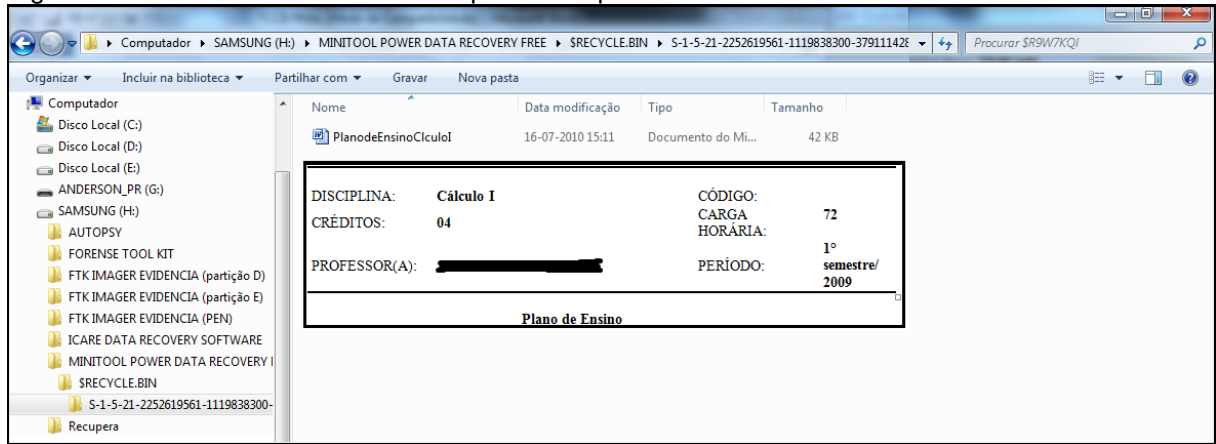 Computador ▸ SAMSUNG (H:) ▸ MINITOOL POWER DATA RECOVERY FREE ▸ $RECYCLE.BIN ▸ S-1-5-21-2252619561-1119838300-379111428
Procurar $R9W7KQI
Organizar Incluir na biblioteca Partilhar com Gravar Nova pasta
Computador
Disco Local (C:)
Disco Local (D:)
Disco Local (E:)
ANDERSON_PR (G:)
SAMSUNG (H:)
AUTOPSY
FORENSE TOOL KIT
FTK IMAGER EVIDENCIA (partição D)
FTK IMAGER EVIDENCIA (partição E)
FTK IMAGER EVIDENCIA (PEN)
ICARE DATA RECOVERY SOFTWARE
MINITOOL POWER DATA RECOVERY
$RECYCLE.BIN
S-1-5-21-2252619561-1119838300-
Recupera
Nome Data modificação Tipo Tamanho
PlanodeEnsinoClculoI 16-07-2010 15:11 Documento do Mi... 42 KB
DISCIPLINA: Cálculo I CÓDIGO:
CRÉDITOS: 04 CARGA HORÁRIA: 72
PROFESSOR(A): PERÍODO: 1º semestre/ 2009
Plano de Ensino